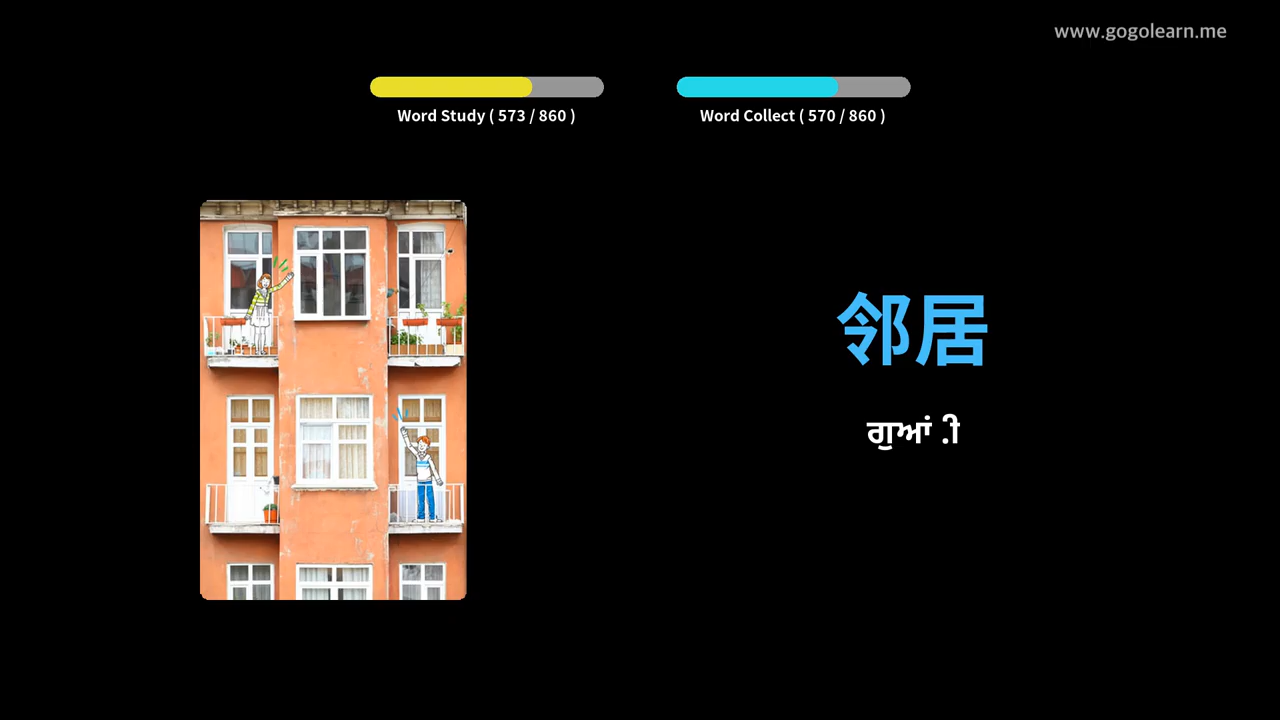 www.gogolearn.me
Word Study ( 573 / 860 )
Word Collect ( 570 / 860 )
邻居
ਗੁਆਂ .ੀ